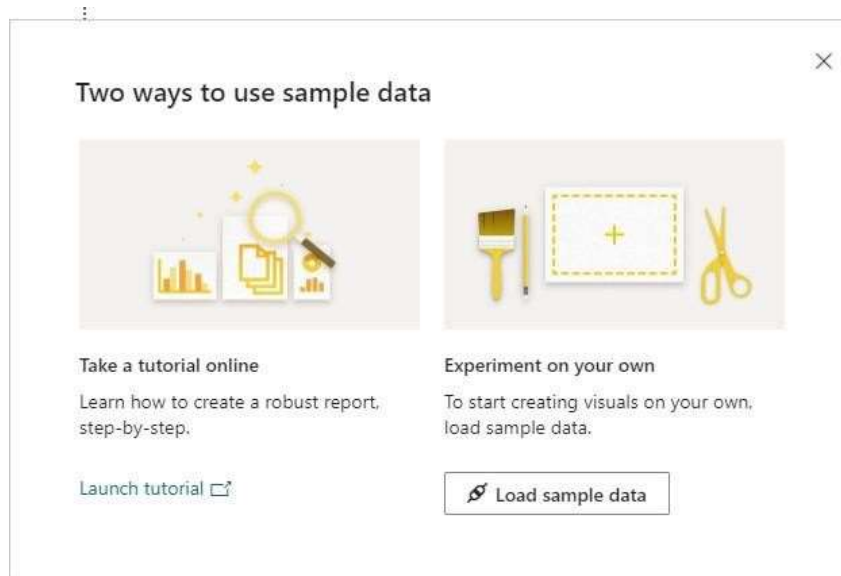 Two ways to use sample data
Take a tutorial online
Learn how to create a robust report,
step-by-step.
Launch tutorial
Experiment on your own
To start creating visuals on your own,
load sample data.
Load sample data